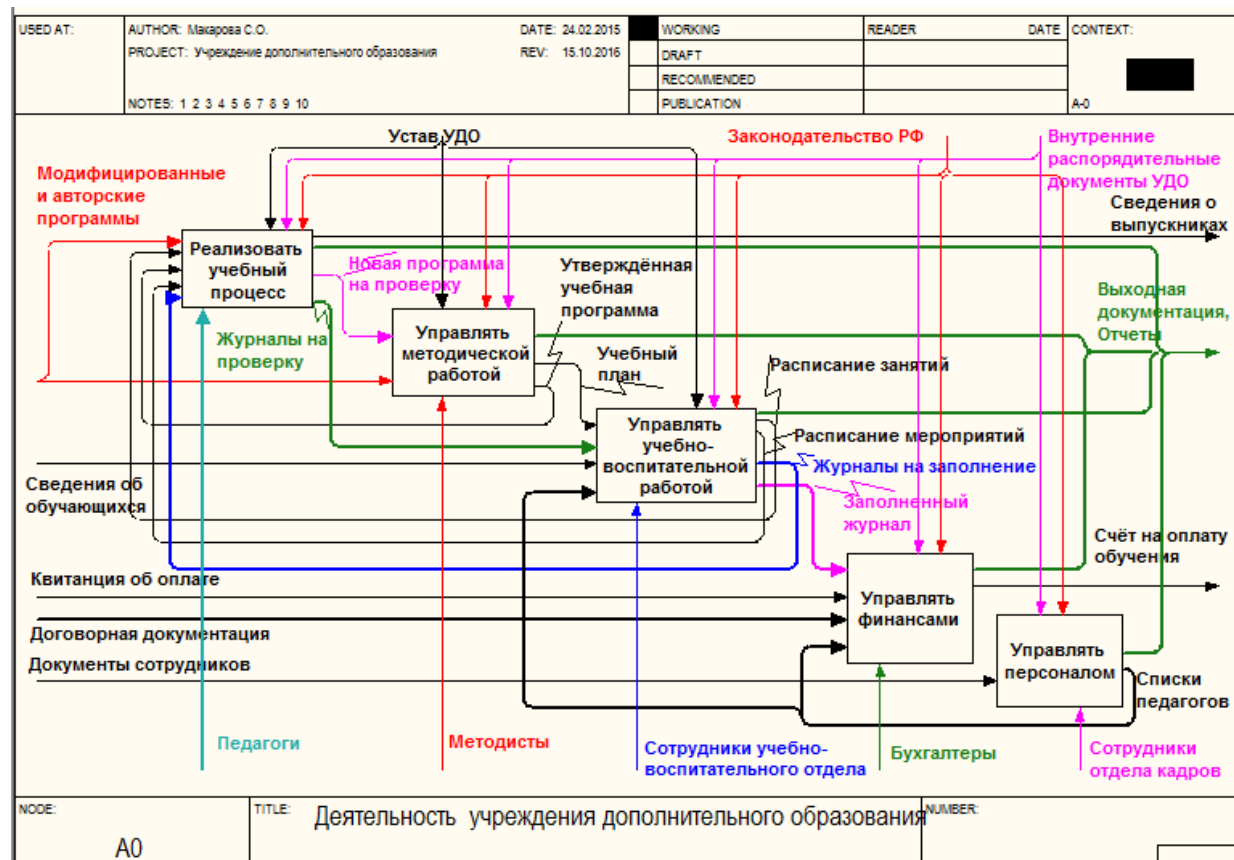 USED AT:
AUTHOR: Макарова С.О.
DATE: 24.02.2015
WORKING
READER
DATE
CONTEXT:
PROJECT: Учреждение дополнительного образования
REV: 15.10.2016
DRAFT
RECOMMENDED
NOTES: 1 2 3 4 5 6 7 8 9 10
PUBLICATION
A-0
Устав УДО
Законодательство РФ
Внутренние
распорядительные
документы УДО
Модифицированные
и авторские
программы
Сведения о
выпускниках
Реализовать
учебный
процесс
Новая программа
на проверку
Утверждённая
учебная
программа
Выходная
документация,
Отчеты
Журналы на
проверку
Управлять
методической
работой
Учебный
план
Расписание занятий
Управлять
учебно-
воспитательной
работой
Расписание мероприятий
Журналы на заполнение
Сведения об
обучающихся
Заполненный
журнал
Счёт на оплату
обучения
Квитанция об оплате
Управлять
финансами
Договорная документация
Документы сотрудников
Управлять
персоналом
Списки
педагогов
Педагоги
Методисты
Сотрудники учебно-
воспитательного отдела
Бухгалтеры
Сотрудники
отдела кадров
NODE:
TITLE:
Деятельность учреждения дополнительного образования
NUMBER:
A0